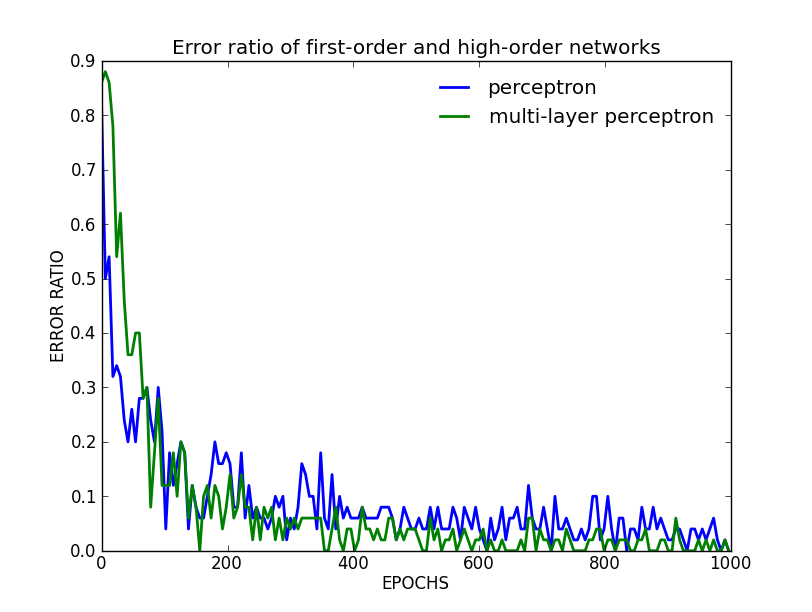 Error ratio of first-order and high-order networks
perceptron
multi-layer perceptron
ERROR RATIO
0.9
0.8
0.7
0.6
0.5
0.4
0.3
0.2
0.1
0.0
0 200 400 600 800 1000
EPOCHS